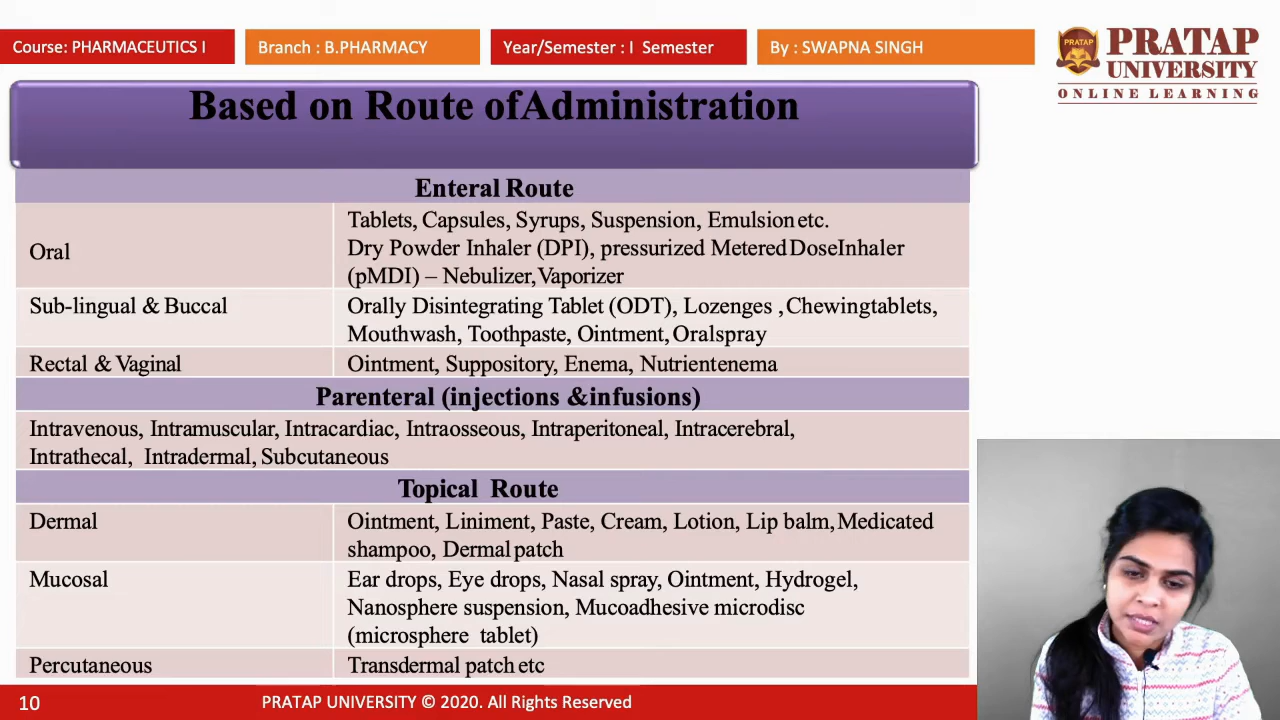 Course: PHARMACEUTICS I
Branch : B.PHARMACY
Year/Semester : I Semester
By : SWAPNA SINGH
PRATAP
PRATAP
UNIVERSITY
ONLINE LEARNING
Based on Route ofAdministration
Enteral Route
Oral
Tablets, Capsules, Syrups, Suspension, Emulsion etc.
Dry Powder Inhaler (DPI), pressurized Metered DoseInhaler
(pMDI) – Nebulizer,Vaporizer
Sub-lingual & Buccal
Orally Disintegrating Tablet (ODT), Lozenges ,Chewingtablets,
Mouthwash, Toothpaste, Ointment, Oralspray
Rectal & Vaginal
Ointment, Suppository, Enema, Nutrientenema
Parenteral (injections &infusions)
Intravenous, Intramuscular, Intracardiac, Intraosseous, Intraperitoneal, Intracerebral,
Intrathecal, Intradermal, Subcutaneous
Topical Route
Dermal
Ointment, Liniment, Paste, Cream, Lotion, Lip balm, Medicated
shampoo, Dermal patch
Mucosal
Ear drops, Eye drops, Nasal spray, Ointment, Hydrogel,
Nanosphere suspension, Mucoadhesive microdisc
(microsphere tablet)
Percutaneous
Transdermal patch etc
10
PRATAP UNIVERSITY © 2020. All Rights Reserved